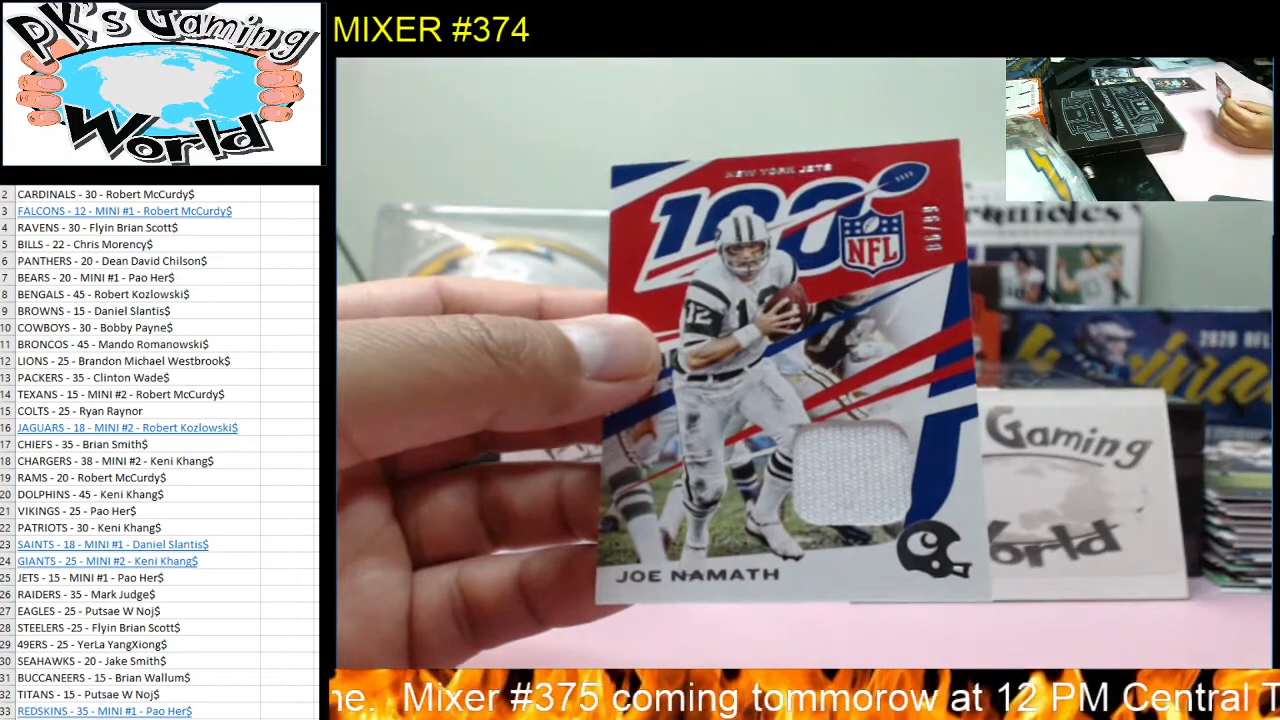 PK's Gaming
World
MIXER #374
2 CARDINALS - 30 - Robert McCurdy$
3 FALCONS - 12 - MINI #1 - Robert McCurdy$
4 RAVENS - 30 - Flyin Brian Scott$
5 BILLS - 22 - Chris Morency$
6 PANTHERS - 20 - Dean David Chilson$
7 BEARS - 20 - MINI #1 - Pao Her$
8 BENGALS - 45 - Robert Kozlowski$
9 BROWNS - 15 - Daniel Slantis$
10 COWBOYS - 30 - Bobby Payne$
11 BRONCOS - 45 - Mando Romanowski$
12 LIONS - 25 - Brandon Michael Westbrook$
13 PACKERS - 35 - Clinton Wade$
14 TEXANS - 15 - MINI #2 - Robert McCurdy$
15 COLTS - 25 - Ryan Raynor
16 JAGUARS - 18 - MINI #2 - Robert Kozlowski$
17 CHIEFS - 35 - Brian Smith$
18 CHARGERS - 38 - MINI #2 - Keni Khang$
19 RAMS - 20 - Robert McCurdy$
20 DOLPHINS - 45 - Keni Khang$
21 VIKINGS - 25 - Pao Her$
22 PATRIOTS - 30 - Keni Khang$
23 SAINTS - 18 - MINI #1 - Daniel Slantis$
24 GIANTS - 25 - MINI #2 - Keni Khang$
25 JETS - 15 - MINI #1 - Pao Her$
26 RAIDERS - 35 - Mark Judge$
27 EAGLES - 25 - Putsae W Noj$
28 STEELERS -25 - Flyin Brian Scott$
29 49ERS - 25 - YerLa YangXiong$
30 SEAHAWKS - 20 - Jake Smith$
31 BUCCANEERS - 15 - Brian Wallum$
32 TITANS - 15 - Putsae W Noj$
33 REDSKINS - 35 - MINI #1 - Pao Her$
NEW YORK JETS
100
NFL
12
12
JOE NAMATH
Gaming
World
ne. Mixer #375 coming tommorow at 12 PM Central T